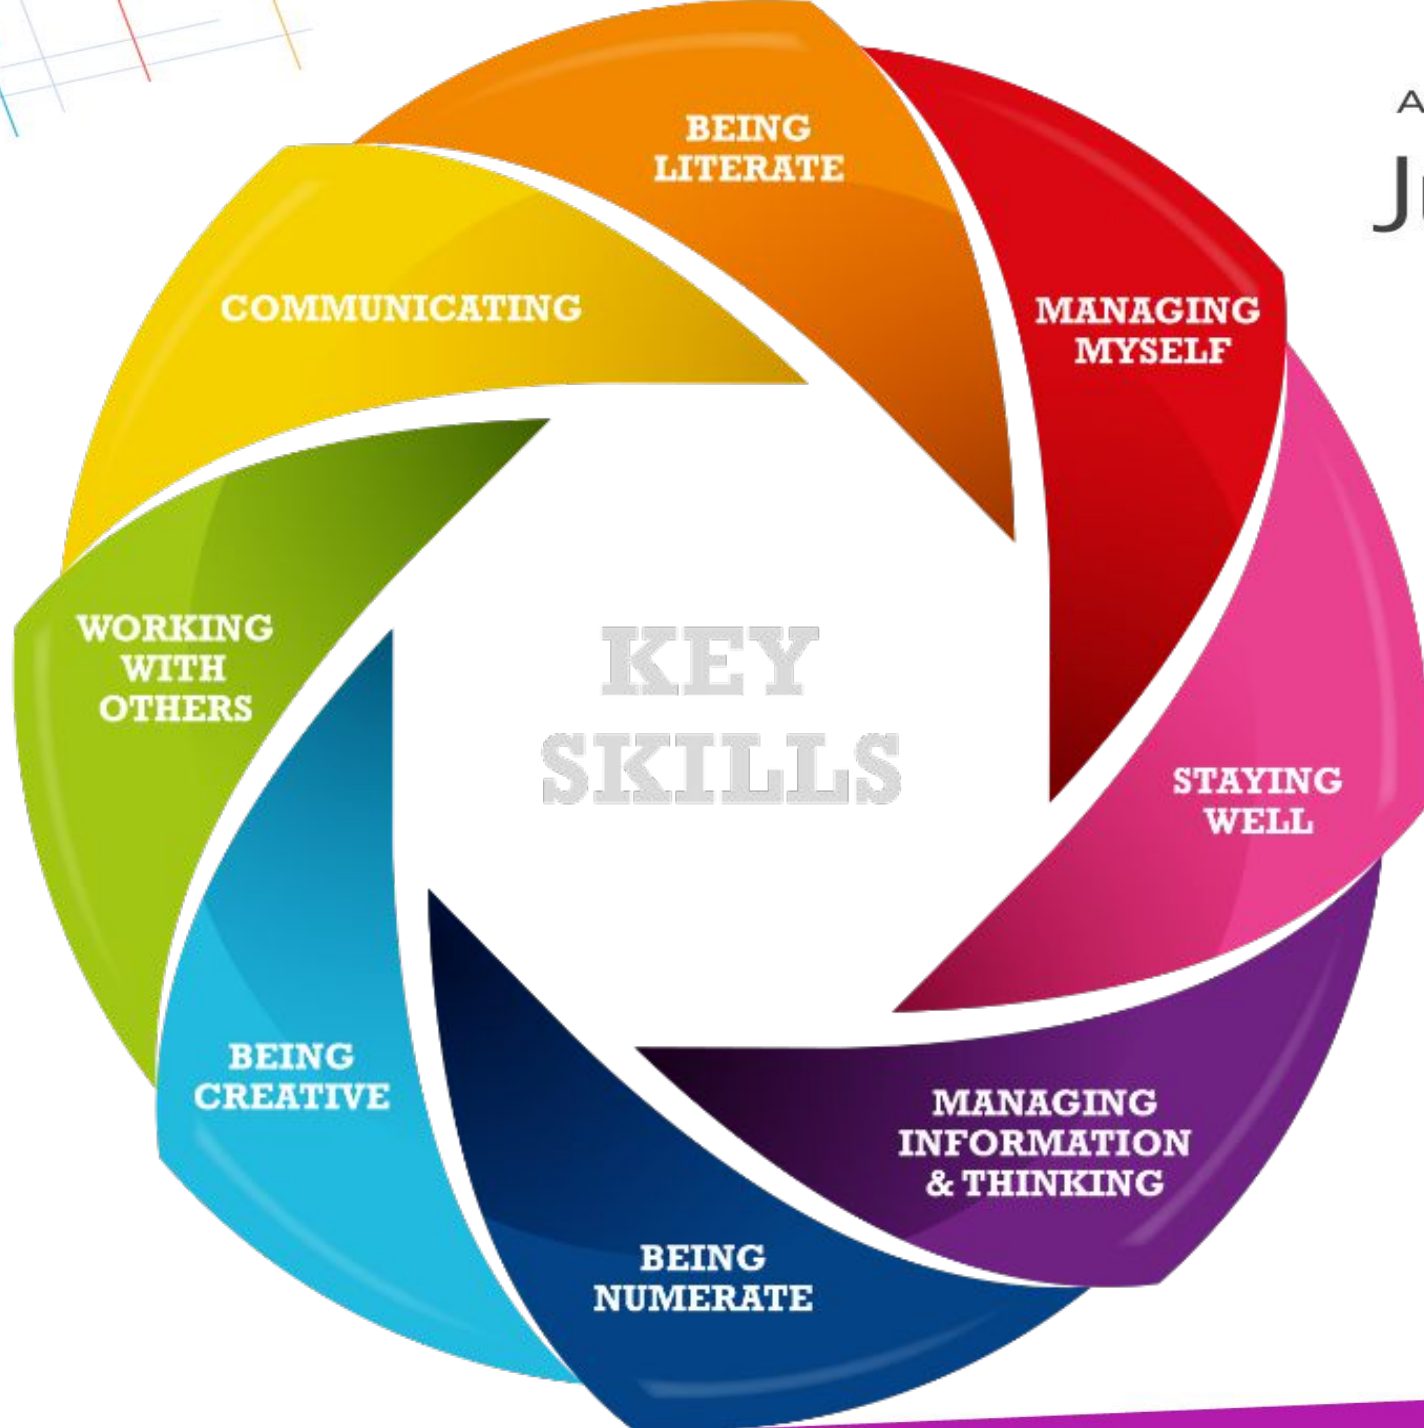 BEING
LITERATE
MANAGING
MYSELF
COMMUNICATING
WORKING
WITH
OTHERS
KEY
SKILLS
STAYING
WELL
BEING
CREATIVE
MANAGING
INFORMATION
& THINKING
BEING
NUMERATE